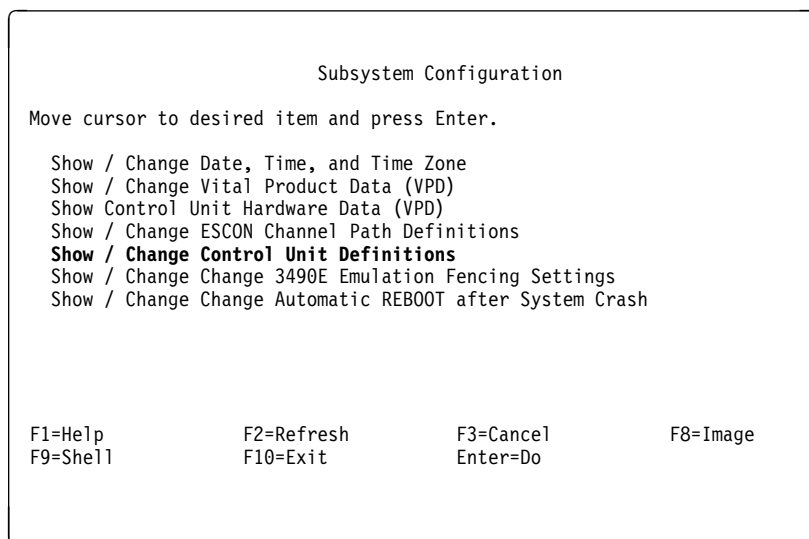 Subsystem Configuration
Move cursor to desired item and press Enter.
Show / Change Date, Time, and Time Zone
Show / Change Vital Product Data (VPD)
Show Control Unit Hardware Data (VPD)
Show / Change ESCON Channel Path Definitions
Show / Change Control Unit Definitions
Show / Change Change 3490E Emulation Fencing Settings
Show / Change Change Automatic REBOOT after System Crash
F1=Help F2=Refresh F3=Cancel F8=Image
F9=Shell F10=Exit Enter=Do